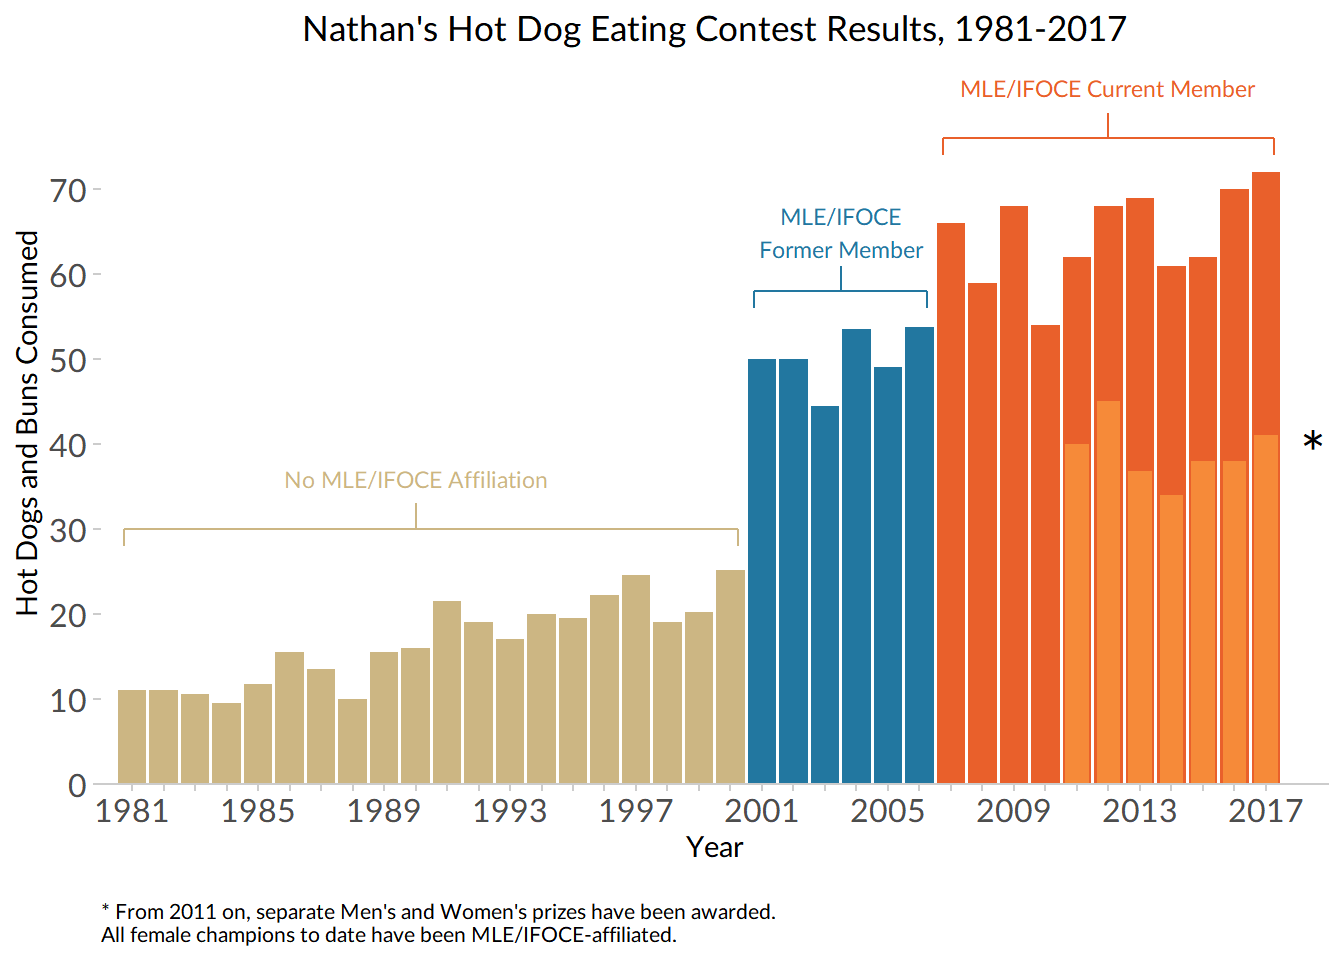 Nathan's Hot Dog Eating Contest Results, 1981-2017
MLE/IFOCE Current Member
MLE/IFOCE
Former Member
No MLE/IFOCE Affiliation
Hot Dogs and Buns Consumed
70
60
50
40
30
20
10
0
*
1981 1985 1989 1993 1997 2001 2005 2009 2013 2017
Year
* From 2011 on, separate Men's and Women's prizes have been awarded.
All female champions to date have been MLE/IFOCE-affiliated.